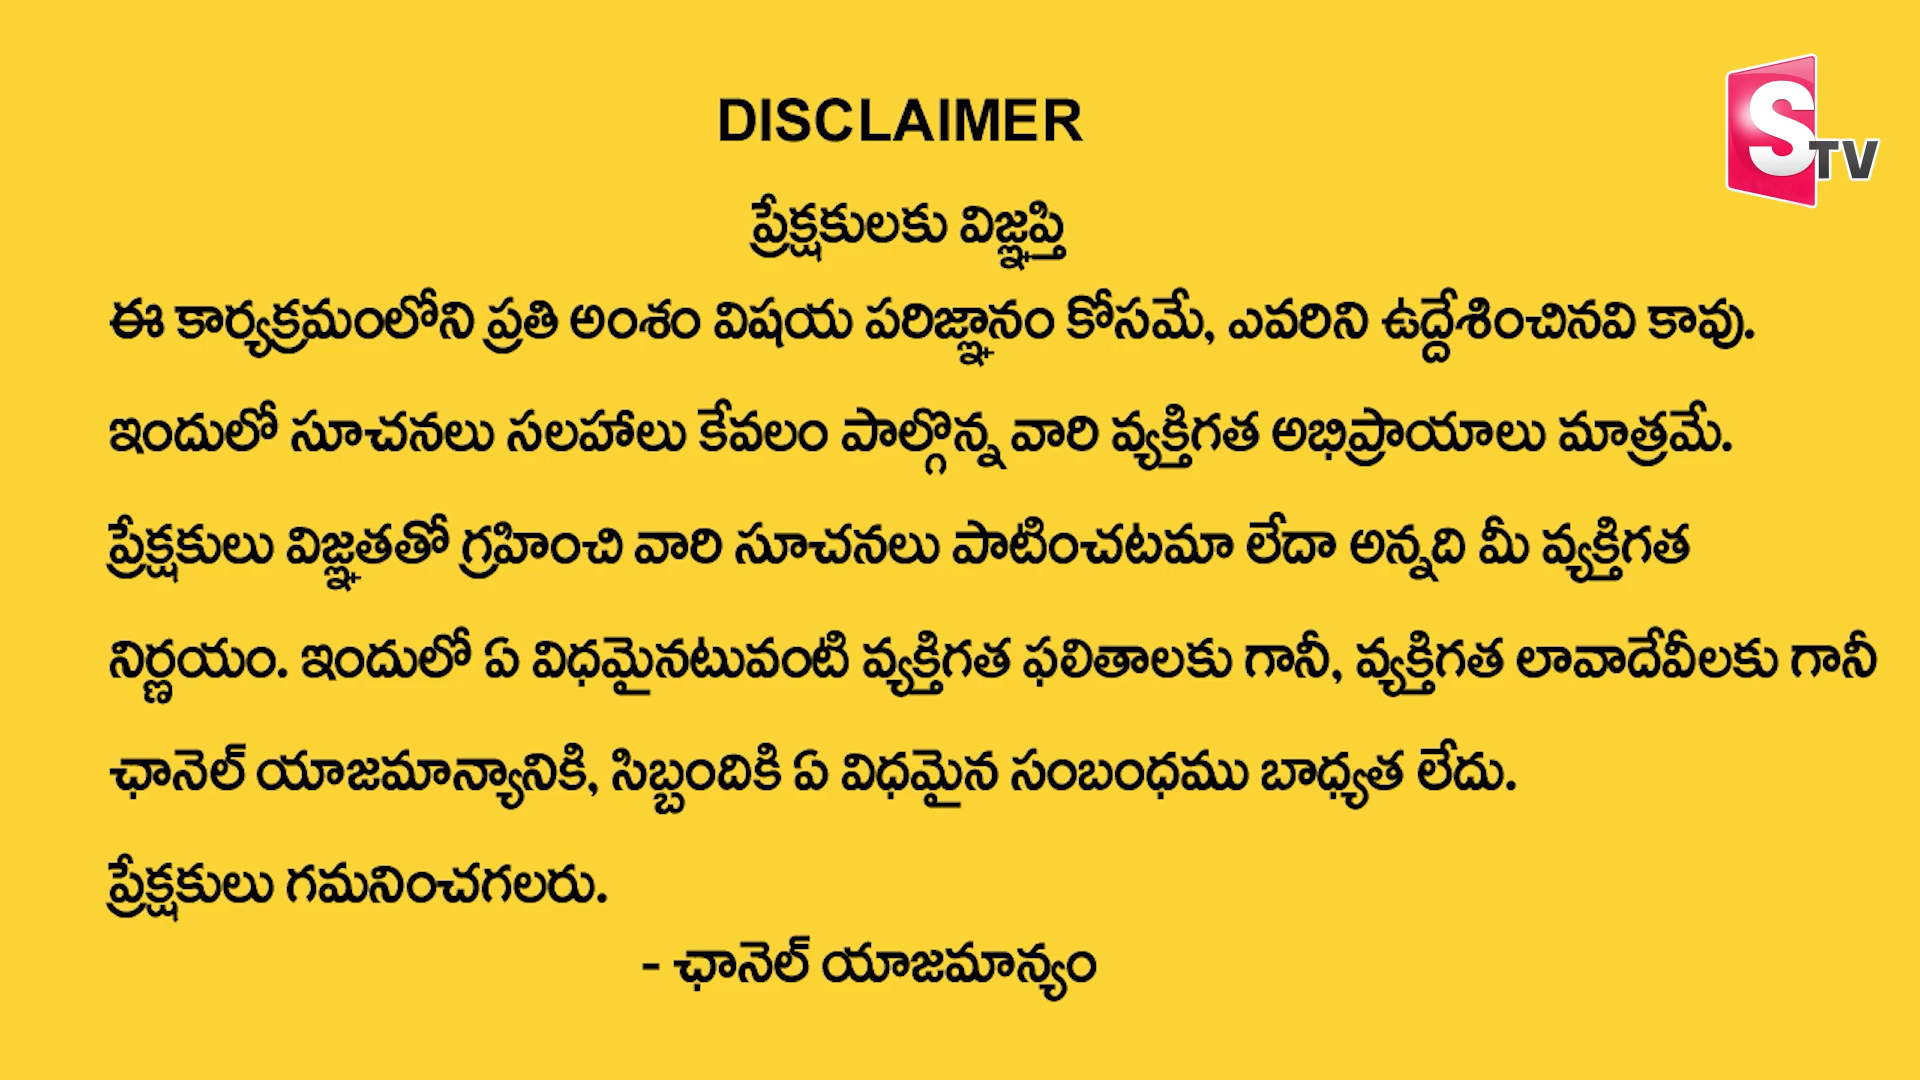 DISCLAIMER
STV
ప్రేక్షకులకు విజ్ఞప్తి
ఈ కార్యక్రమంలోని ప్రతి అంశం విషయ పరిజ్ఞానం కోసమే, ఎవరిని ఉద్దేశించినవి కావు.
ఇందులో సూచనలు సలహాలు కేవలం పాల్గొన్న వారి వ్యక్తిగత అభిప్రాయాలు మాత్రమే.
ప్రేక్షకులు విజ్ఞతతో గ్రహించి వారి సూచనలు పాటించటమా లేదా అన్నది మీ వ్యక్తిగత
నిర్ణయం. ఇందులో ఏ విధమైనటువంటి వ్యక్తిగత ఫలితాలకు గానీ, వ్యక్తిగత లావాదేవీలకు గానీ
ఛానెల్ యాజమాన్యానికి, సిబ్బందికి ఏ విధమైన సంబంధము బాధ్యత లేదు.
ప్రేక్షకులు గమనించగలరు.
- ఛానెల్ యాజమాన్యం